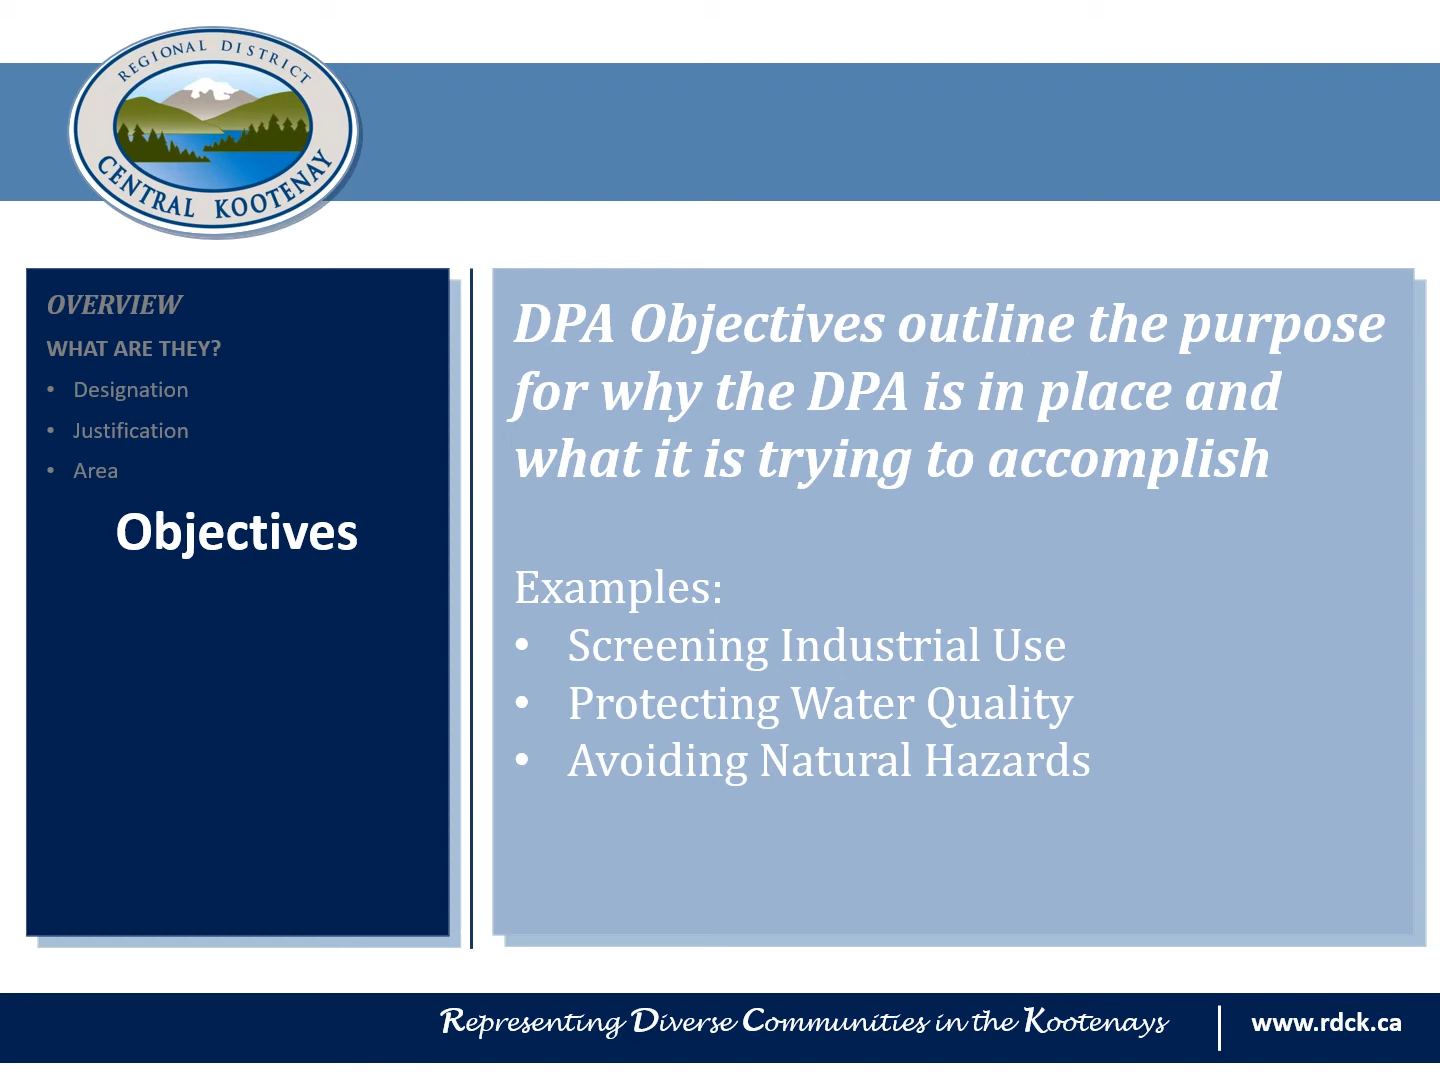 REGIONAL DISTRICT
CENTRAL KOOTENAY
OVERVIEW
WHAT ARE THEY?
• Designation
• Justification
• Area
Objectives
DPA Objectives outline the purpose
for why the DPA is in place and
what it is trying to accomplish
Examples:
• Screening Industrial Use
• Protecting Water Quality
• Avoiding Natural Hazards
Representing Diverse Communities in the Kootenays
www.rdck.ca